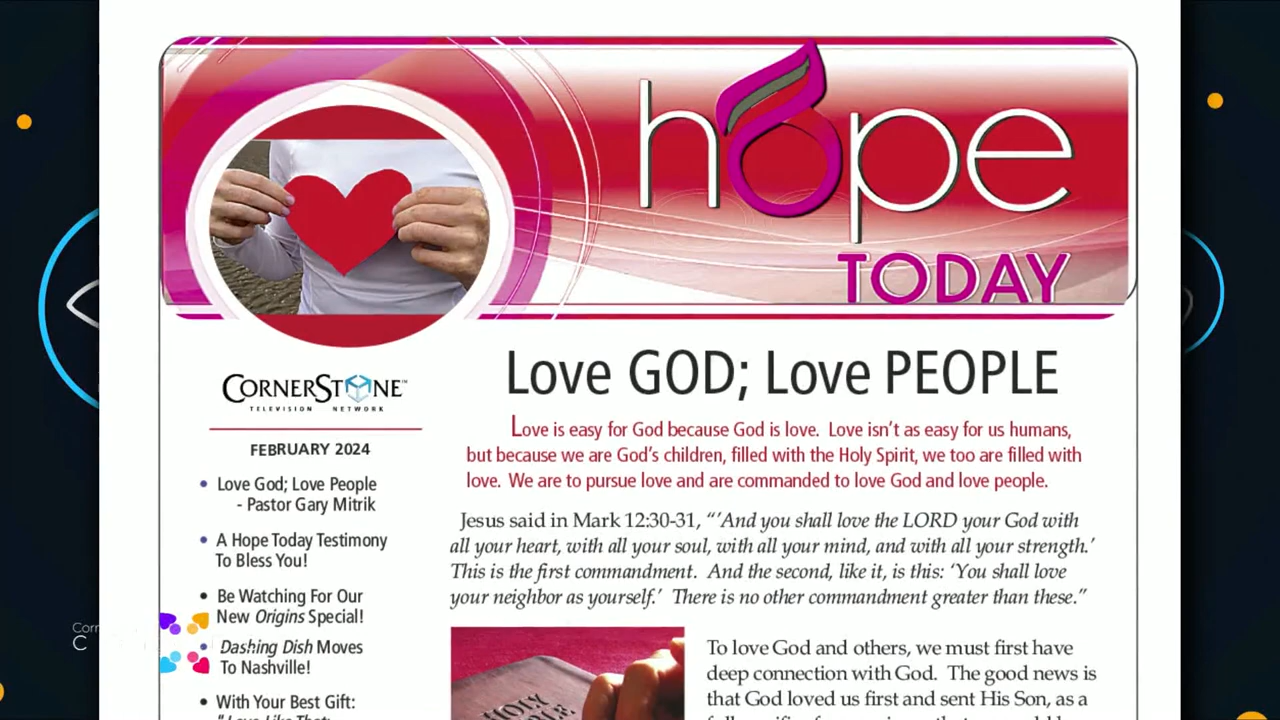 hope
TODAY
CORNERSTONE™
TELEVISION NETWORK
FEBRUARY 2024
• Love God; Love People
- Pastor Gary Mitrik
• A Hope Today Testimony
To Bless You!
• Be Watching For Our
New Origins Special!
• Dashing Dish Moves
To Nashville!
• With Your Best Gift:
"Love Like That:
Love GOD; Love PEOPLE
Love is easy for God because God is love. Love isn't as easy for us humans,
but because we are God's children, filled with the Holy Spirit, we too are filled with
love. We are to pursue love and are commanded to love God and love people.
Jesus said in Mark 12:30-31, "'And you shall love the LORD your God with
all your heart, with all your soul, with all your mind, and with all your strength.'
This is the first commandment. And the second, like it, is this: 'You shall love
your neighbor as yourself.' There is no other commandment greater than these."
HOLY
To love God and others, we must first have
deep connection with God. The good news is
that God loved us first and sent His Son, as a